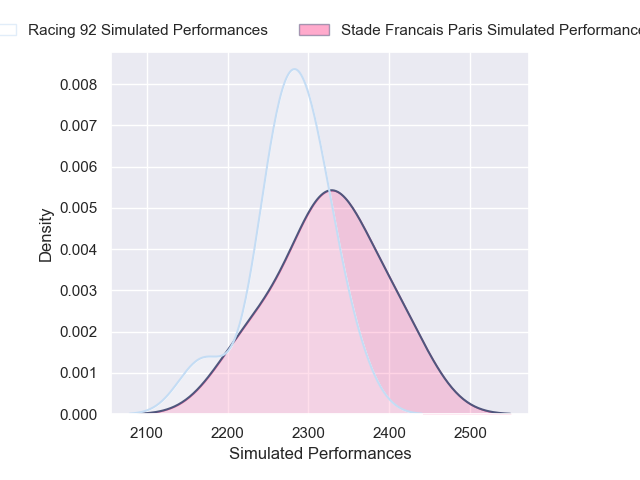 Racing 92 Simulated Performances Stade Francais Paris Simulated Performance
0.008
0.007
0.006
0.005
0.004
0.003
0.002
0.001
0.000
Density
2100 2200 2300 2400 2500
Simulated Performances